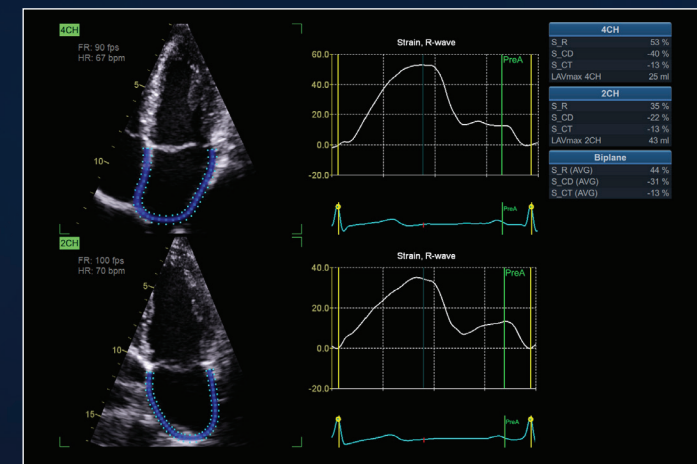 4CH
FR: 90 fps
HR: 67 bpm
5
10
Strain, R-wave
60.0
40.0
20.0
0.0
-20.0
PreA
PreA
4CH
S_R 53 %
S_CD -40 %
S_CT -13 %
LAVmax 4CH 25 ml
2CH
S_R 35 %
S_CD -22 %
S_CT -13 %
LAVmax 2CH 43 ml
Biplane
S_R (AVG) 44 %
S_CD (AVG) -31 %
S_CT (AVG) -13 %
2CH
FR: 100 fps
HR: 70 bpm
5
10
15
Strain, R-wave
40.0
20.0
0.0
-20.0
PreA
PreA